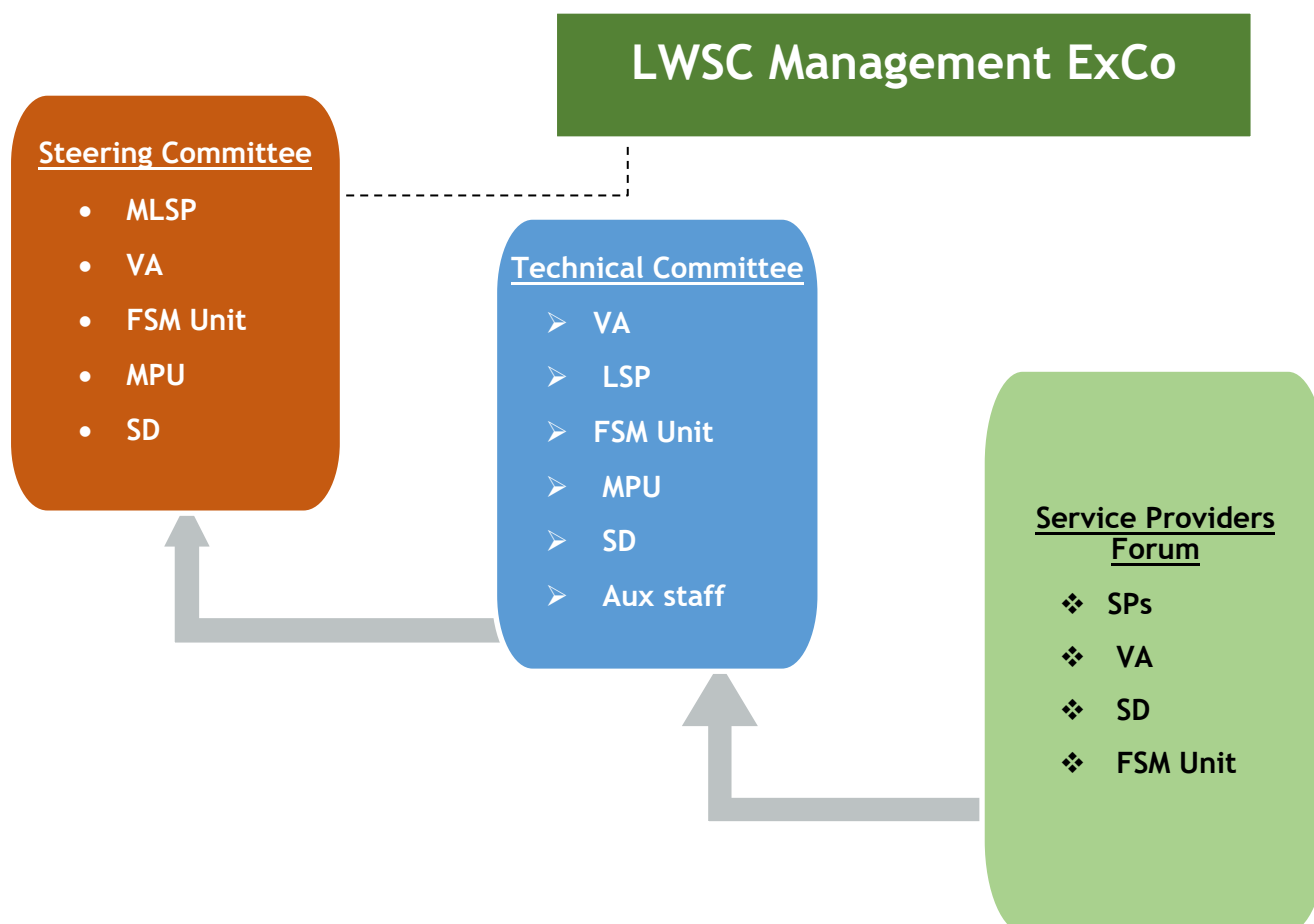 LWSC Management ExCo
Steering Committee
• MLSP
• VA
• FSM Unit
• MPU
• SD
Technical Committee
➢ VA
➢ LSP
➢ FSM Unit
➢ MPU
➢ SD
➢ Aux staff
Service Providers
Forum
❖ SPs
❖ VA
❖ SD
❖ FSM Unit